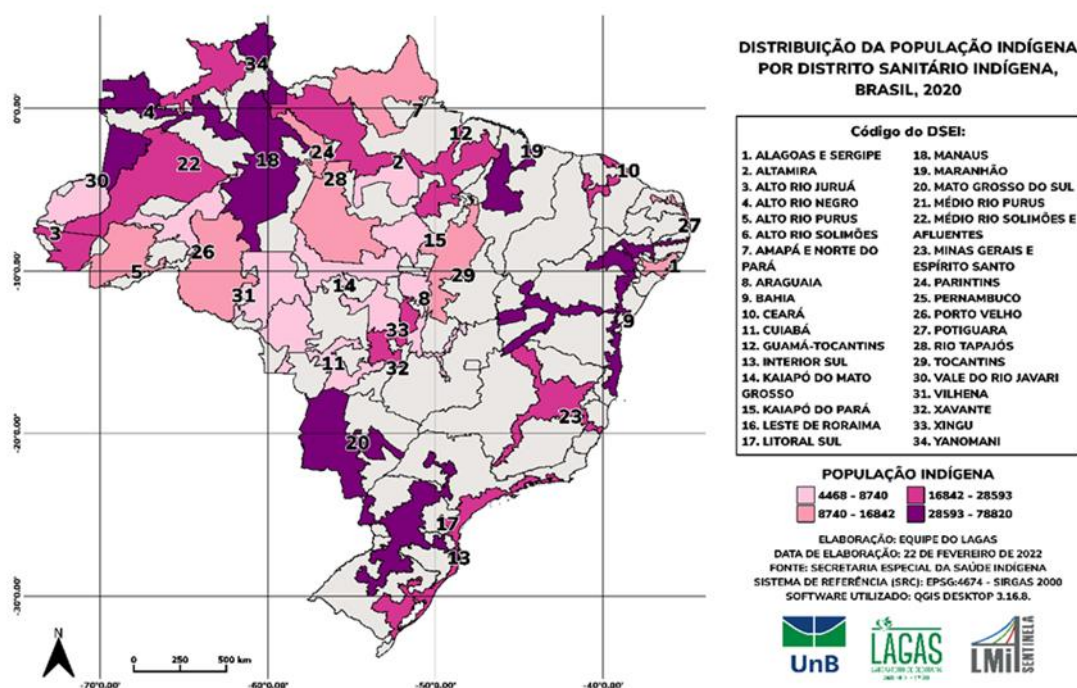 DISTRIBUIÇÃO DA POPULAÇÃO INDÍGENA
POR DISTRITO SANITÁRIO INDÍGENA,
BRASIL, 2020
Código do DSEI:
1. ALAGOAS E SERGIPE
2. ALTAMIRA
3. ALTO RIO JURUÁ
4. ALTO RIO NEGRO
5. ALTO RIO PURUS
6. ALTO RIO SOLIMÕES
7. AMAPÁ E NORTE DO
PARÁ
8. ARAGUAIA
9. BAHIA
10. CEARÁ
11. CUIABÁ
12. GUAMÁ-TOCANTINS
13. INTERIOR SUL
14. KAIAPÓ DO MATO
GROSSO
15. KAIAPÓ DO PARÁ
16. LESTE DE RORAIMA
17. LITORAL SUL
18. MANAUS
19. MARANHÃO
20. MATO GROSSO DO SUL
21. MÉDIO RIO PURUS
22. MÉDIO RIO SOLIMÕES E
AFLUENTES
23. MINAS GERAIS E
ESPÍRITO SANTO
24. PARINTINS
25. PERNAMBUCO
26. PORTO VELHO
27. POTIGUARA
28. RIO TAPAJÓS
29. TOCANTINS
30. VALE DO RIO JAVARI
31. VILHENA
32. XAVANTE
33. XINGU
34. YANOMANI
POPULAÇÃO INDÍGENA
4468 - 8740
16842 - 28593
8740 - 16842
28593 - 78820
ELABORAÇÃO: EQUIPE DO LAGAS
DATA DE ELABORAÇÃO: 22 DE FEVEREIRO DE 2022
FONTE: SECRETARIA ESPECIAL DA SAÚDE INDÍGENA
SISTEMA DE REFERÊNCIA (SRC): EPSG:4674 - SIRGAS 2000
SOFTWARE UTILIZADO: QGIS DESKTOP 3.16.8.
UnB
LAGAS
LMi
SENTINELA
34
4
7
12
19
10
22
18
24
2
28
30
27
3
15
26
5
29
1
31
14
8
9
33
11
32
23
20
17
13
0°0.00'
-10°0.00'
-20°0.00'
-30°0.00'
N
0
250
500 km
-70°0.00'
-50°0.00'
-40°0.00'